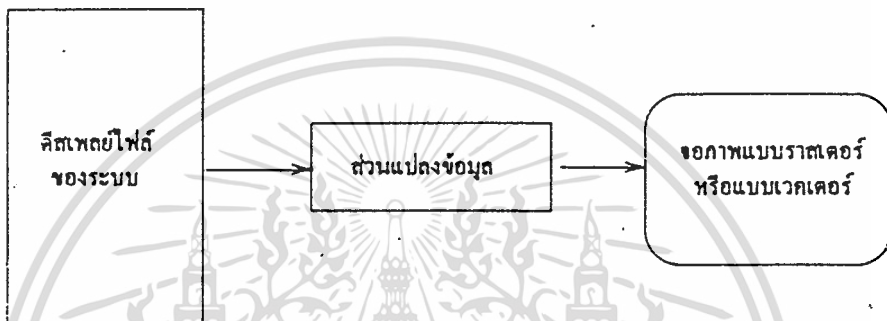 ดิสเพลย์ไฟล์
ของระบบ
ส่วนแปลงข้อมูล
จอภาพแบบราสเตอร์
หรือแบบเวกเตอร์